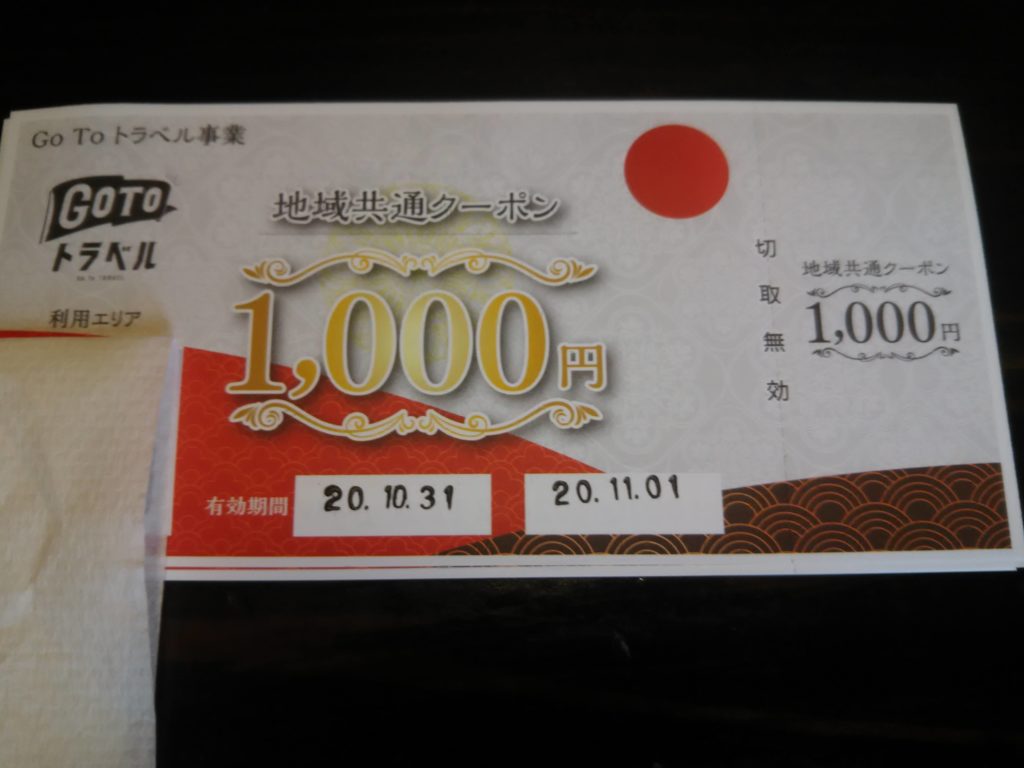 Go To トラベル事業
GOTO
トラベル
利用エリア
地域共通クーポン
1,000円
有効期間
20.10.31
20.11.01
切取無効
地域共通クーポン
1,000円